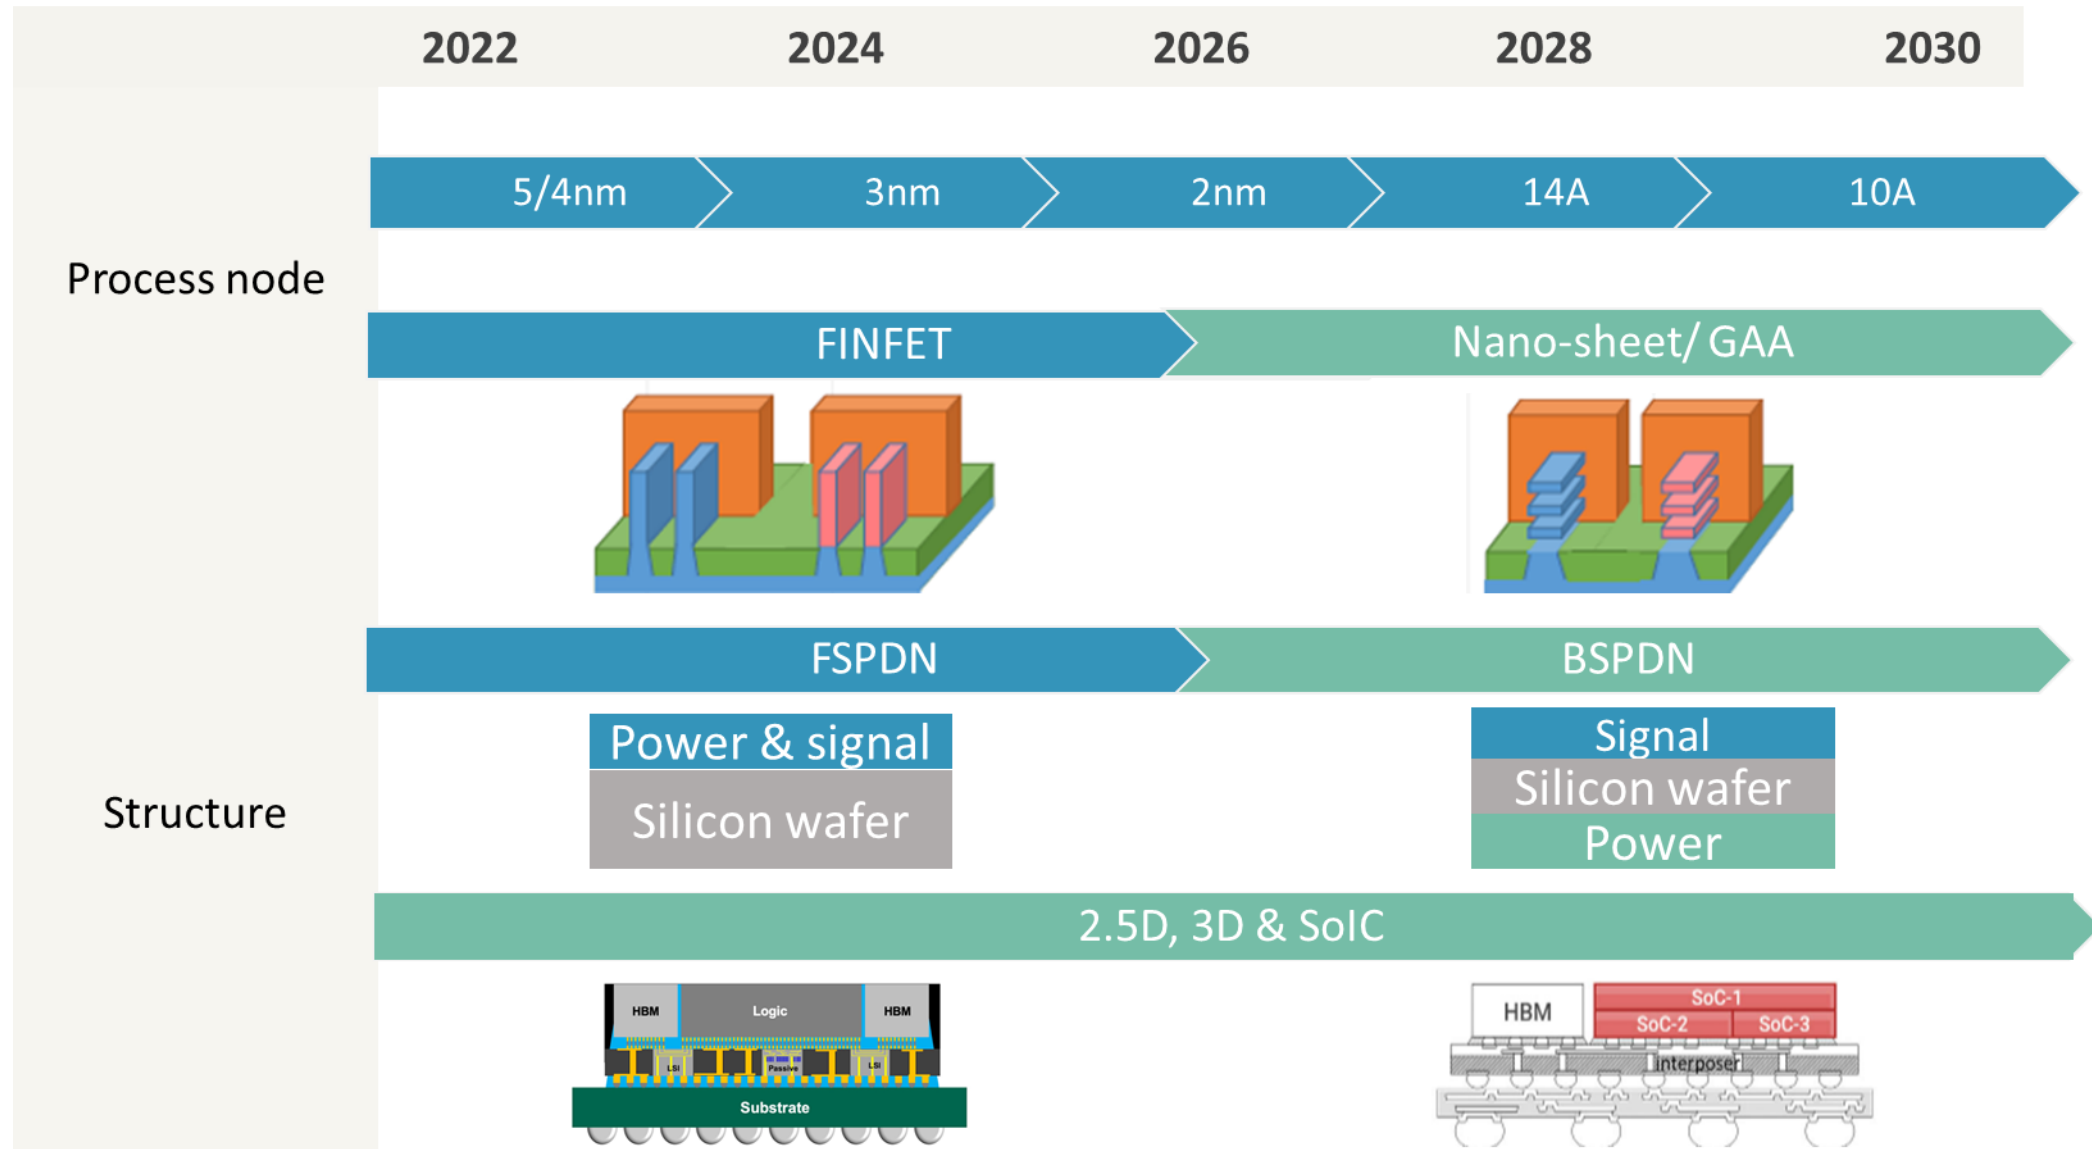 2022 2024 2026 2028 2030
5/4nm 3nm 2nm 14A 10A
Process node
FINFET Nano-sheet/ GAA
FSPDN BSPDN
Power & signal
Silicon wafer
Signal
Silicon wafer
Power
Structure
2.5D, 3D & SoIC
HBM Logic HBM
LSI Passive LSI
Substrate
HBM SoC-1
SoC-2 SoC-3
interposer